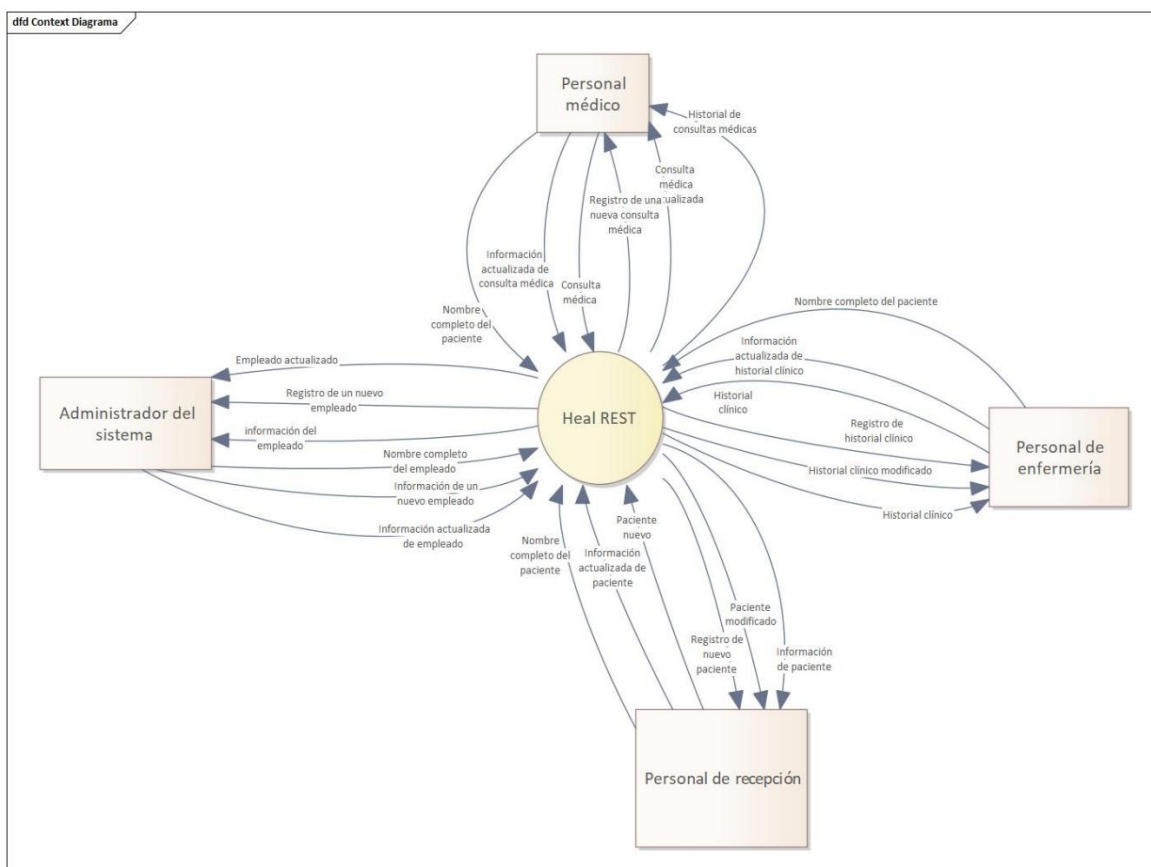 dfd Context Diagrama
Personal
médico
Historial de
consultas médicas
Consulta
médica
tualizada
Registro de una
nueva consulta
médica
Información
actualizada de
consulta médica
Consulta
médica
Nombre
completo del
paciente
Nombre completo del paciente
Información
actualizada de
historial clínico
Historial
clínico
Empleado actualizado
Registro de un nuevo
empleado
información del
empleado
Administrador del
sistema
Heal REST
Nombre completo
del empleado
Información de un
nuevo empleado
Información actualizada
de empleado
Registro de
historial clínico
Historial clínico modificado
Historial clínico
Personal de
enfermería
Nombre
completo del
paciente
Información
actualizada de
paciente
Paciente
nuevo
Paciente
modificado
Registro de
nuevo
paciente
Información
de paciente
Personal de recepción